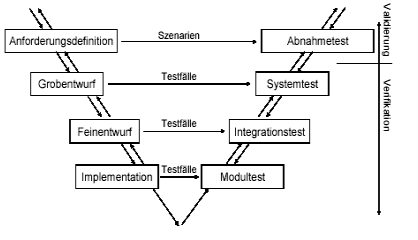 Szenarien
Anforderungsdefinition
Abnahmetest
Validierung
Testfälle
Grobentwurf
Systemtest
Verifikation
Testfälle
Feinentwurf
Integrationstest
Testfälle
Implementation
Modultest